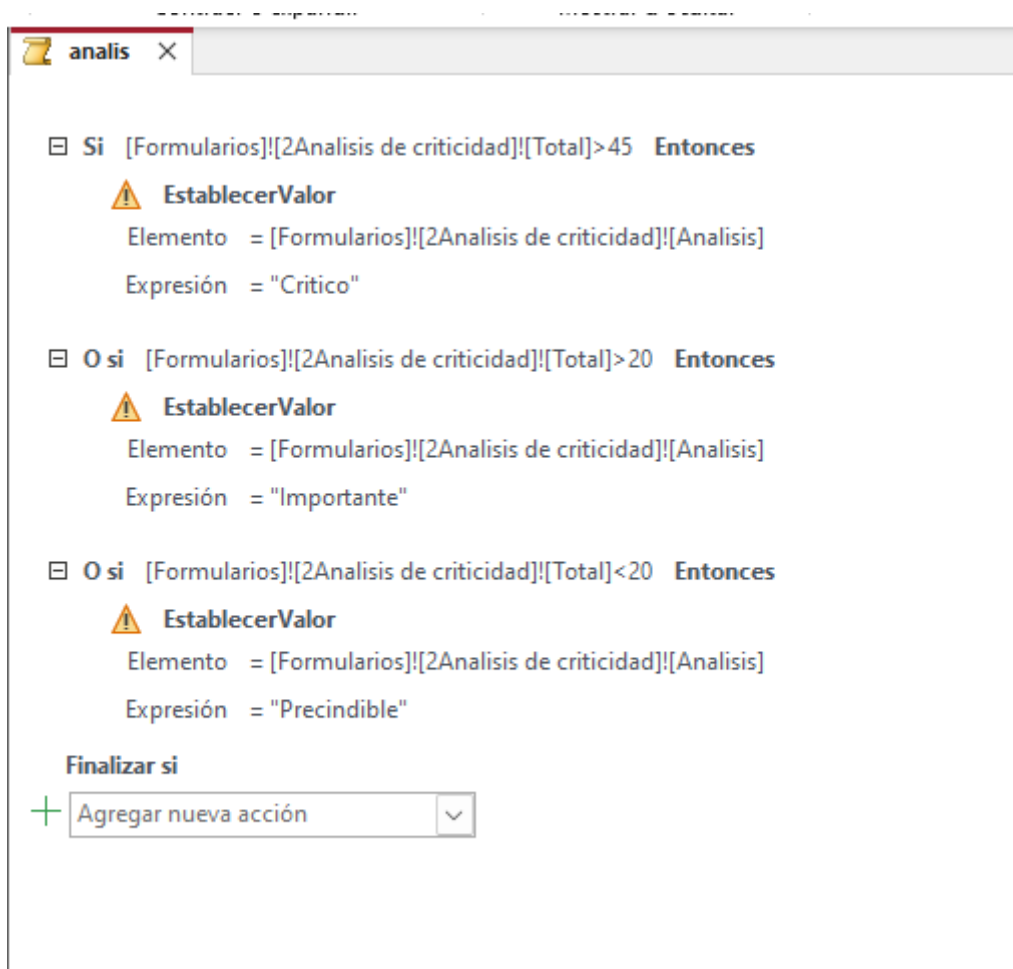 analis
Si [Formularios]![2Analisis de criticidad]![Total]>45 Entonces
EstablecerValor
Elemento = [Formularios]![2Analisis de criticidad]![Analisis]
Expresión = "Critico"
O si [Formularios]![2Analisis de criticidad]![Total]>20 Entonces
EstablecerValor
Elemento = [Formularios]![2Analisis de criticidad]![Analisis]
Expresión = "Importante"
O si [Formularios]![2Analisis de criticidad]![Total]<20 Entonces
EstablecerValor
Elemento = [Formularios]![2Analisis de criticidad]![Analisis]
Expresión = "Precindible"
Finalizar si
Agregar nueva acción